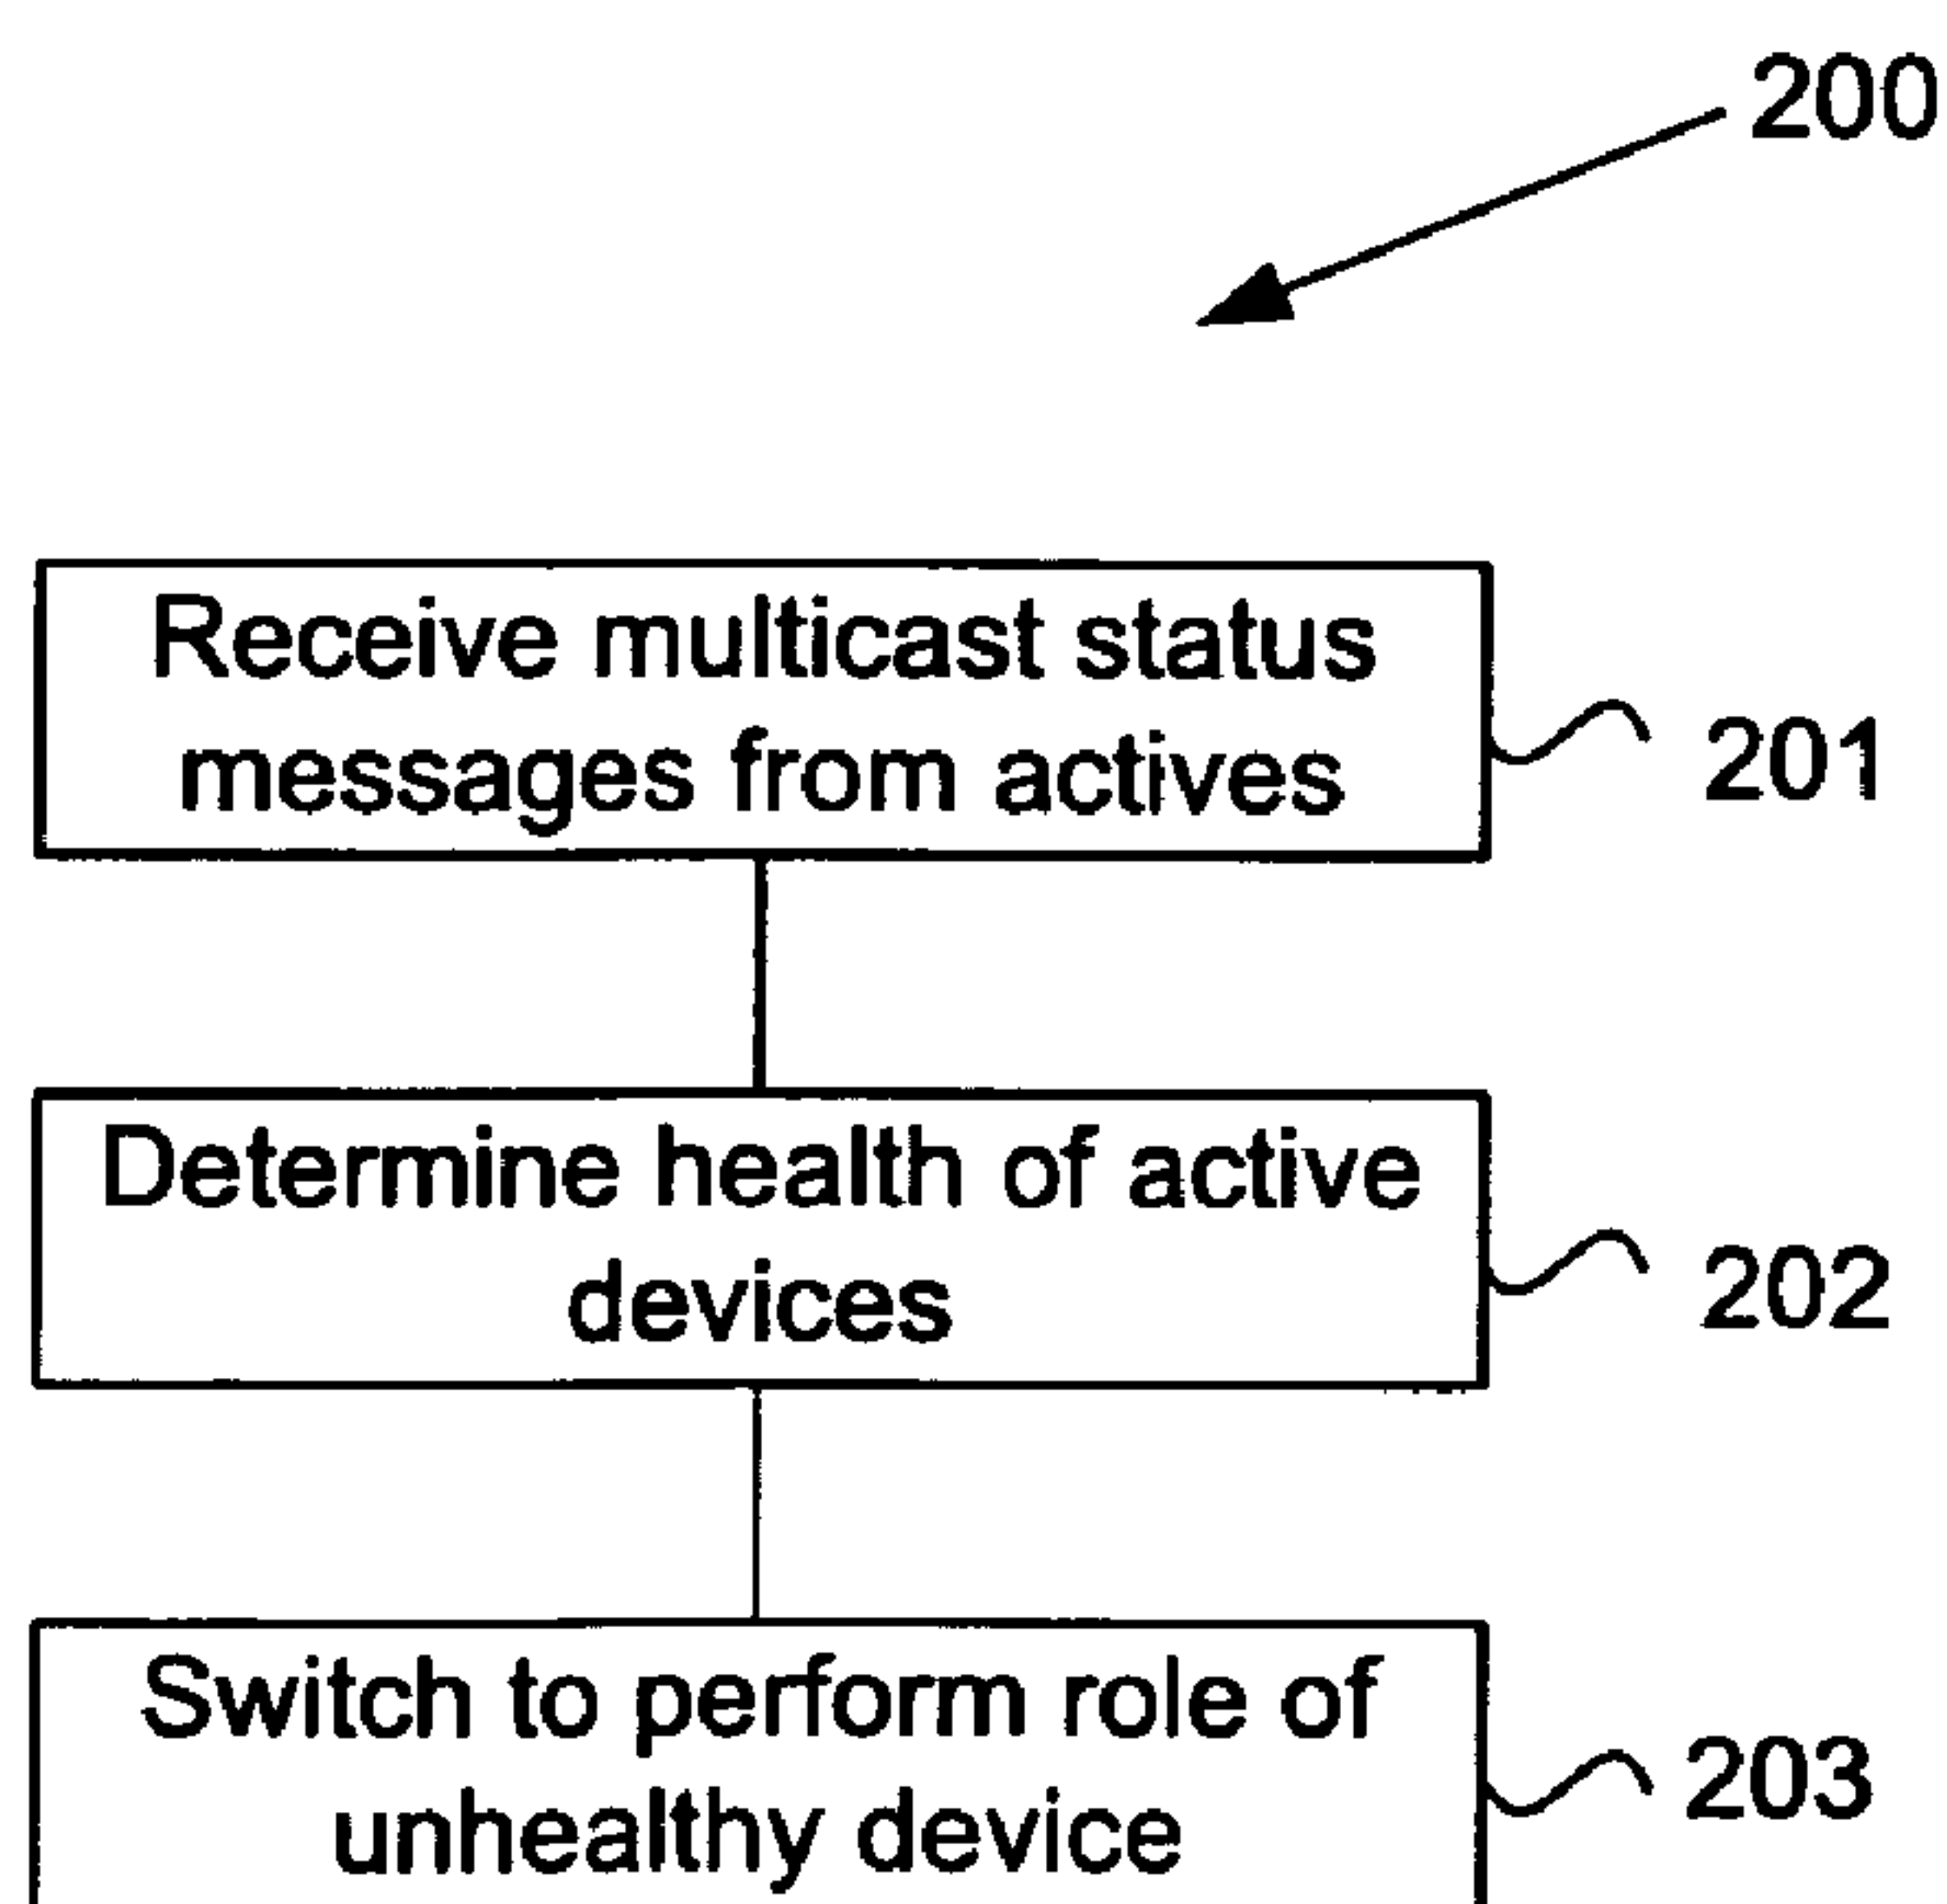 200
Receive multicast status
messages from actives
201
Determine health of active
devices
202
Switch to perform role of
unhealthy device
203